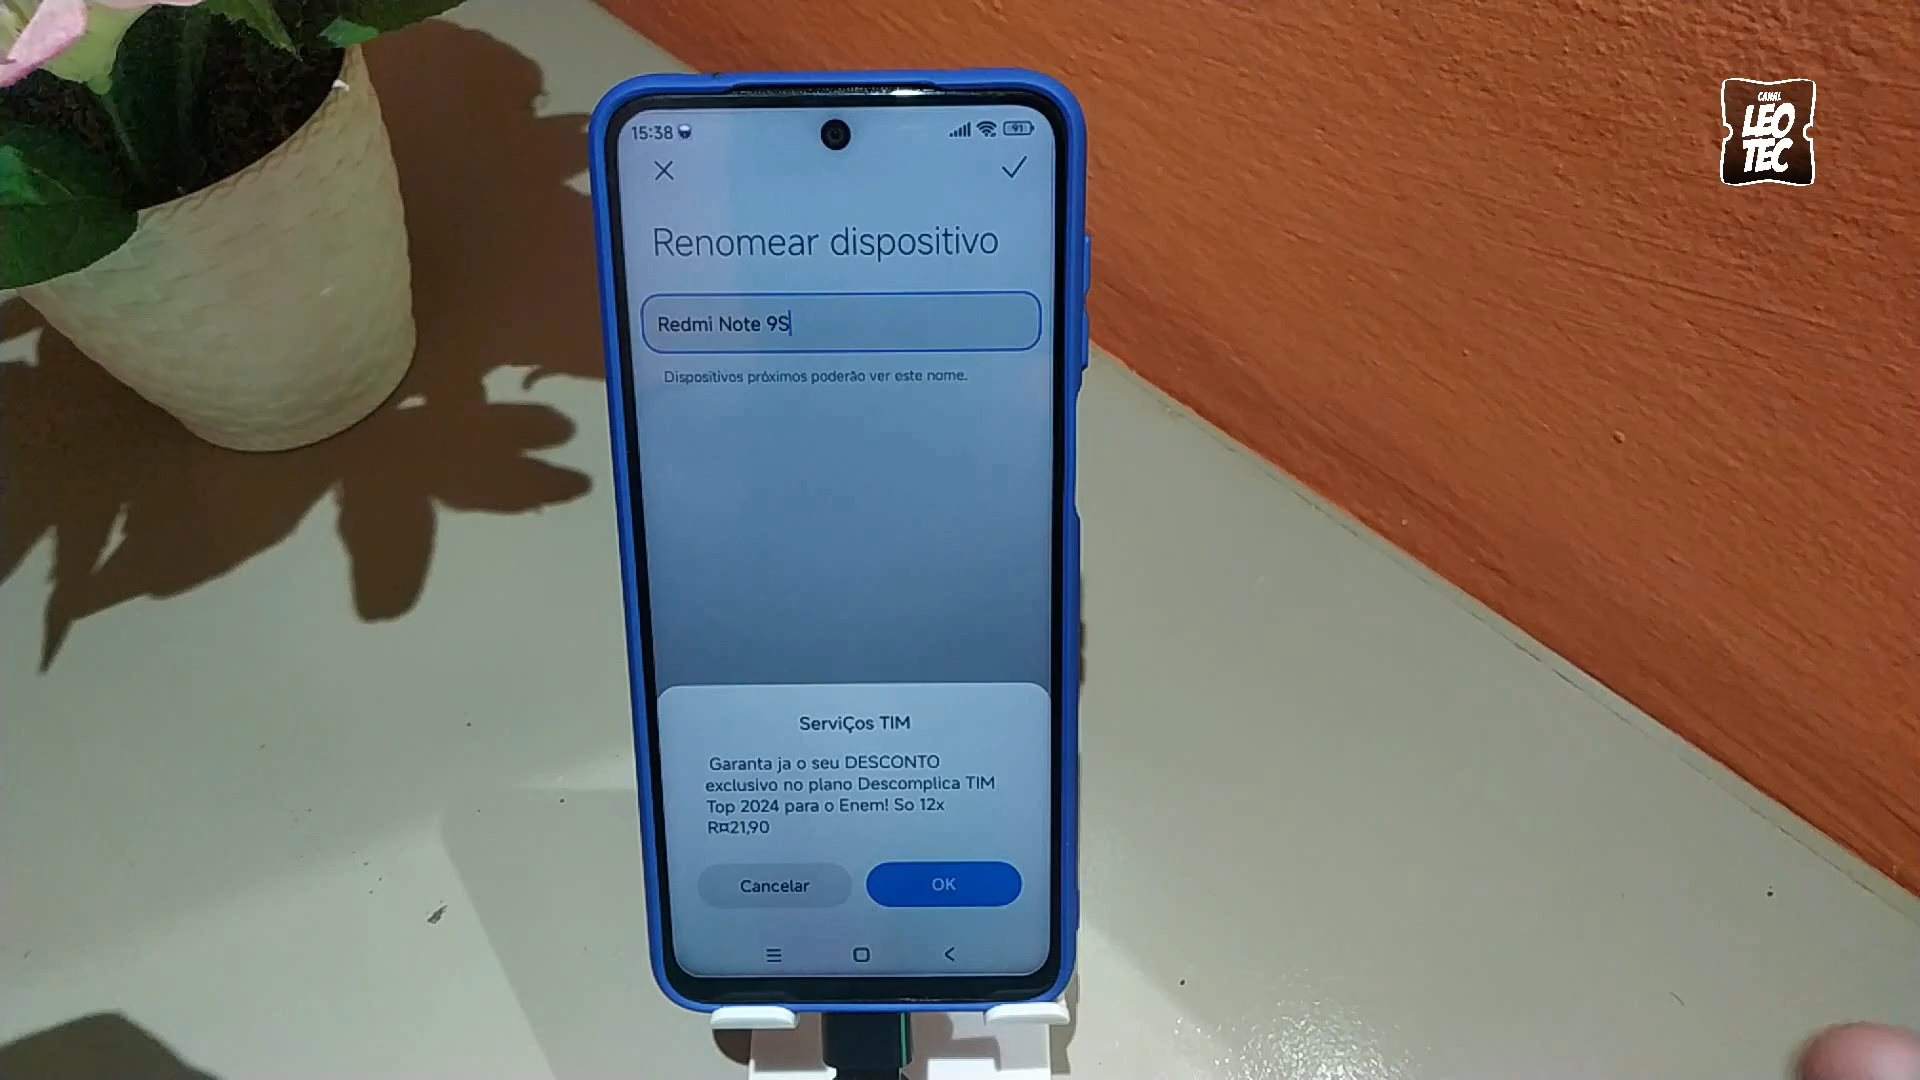 CANAL
LEO
TEC
15:38
91
Renomear dispositivo
Redmi Note 9S
Dispositivos próximos poderão ver este nome.
ServiÇos TIM
Garanta ja o seu DESCONTO
exclusivo no plano Descomplica TIM
Top 2024 para o Enem! So 12x
R¤21,90
Cancelar
OK